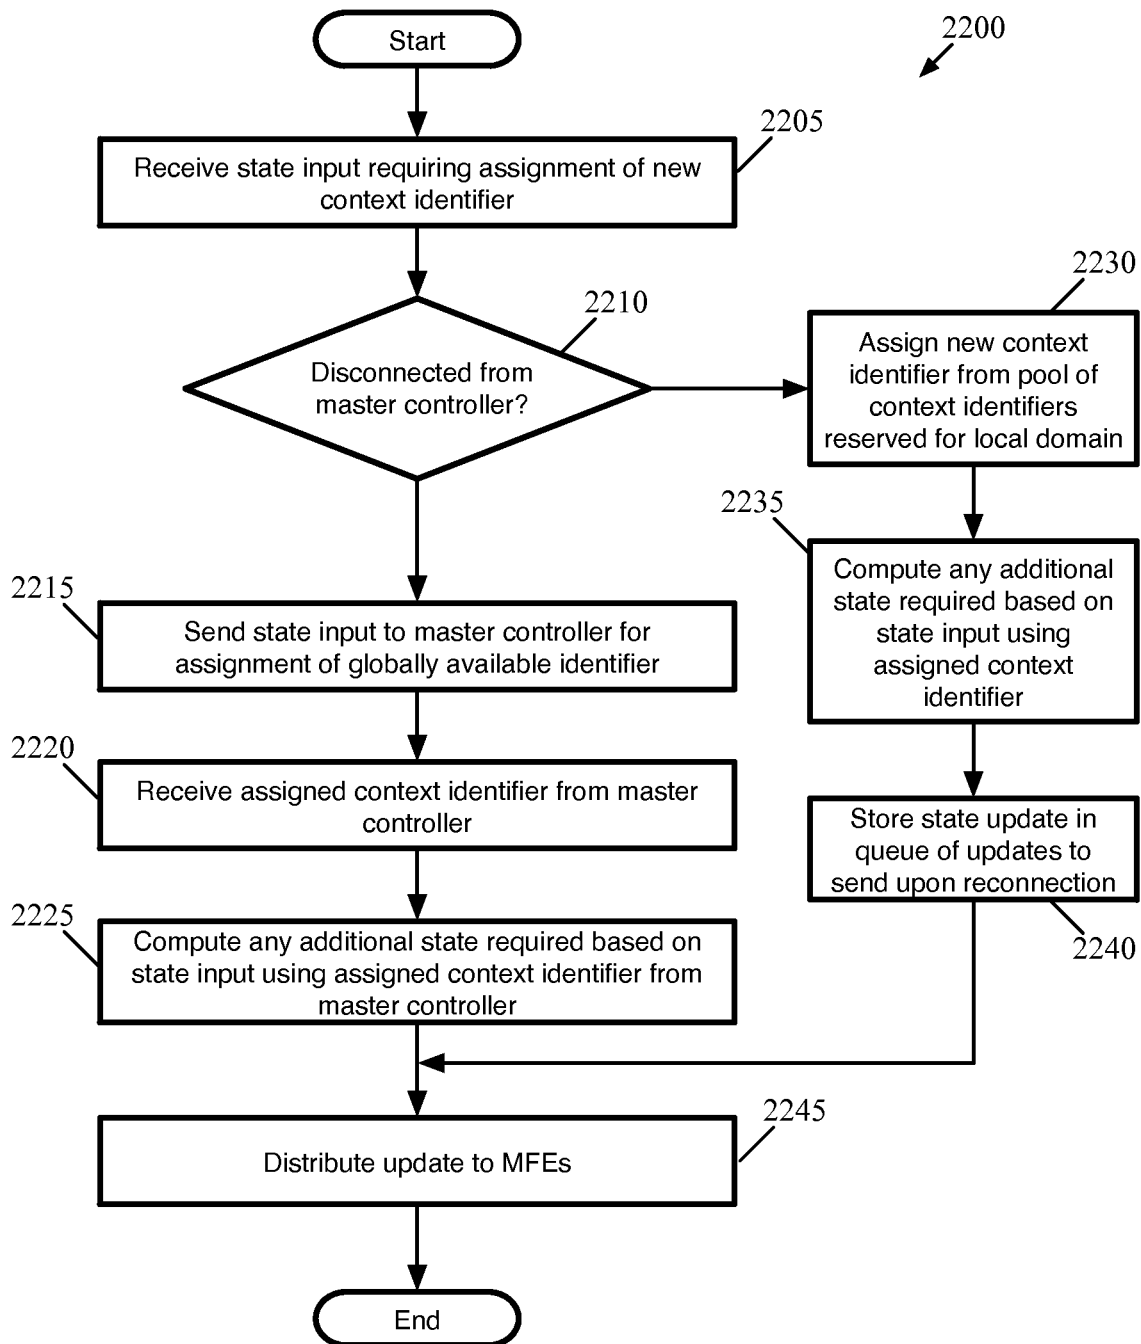 Start
2200
2205
Receive state input requiring assignment of new
context identifier
2210
Disconnected from
master controller?
2230
Assign new context
identifier from pool of
context identifiers
reserved for local domain
2235
Compute any additional
state required based on
state input using
assigned context
identifier
2215
Send state input to master controller for
assignment of globally available identifier
2220
Receive assigned context identifier from master
controller
Store state update in
queue of updates to
send upon reconnection
2240
2225
Compute any additional state required based on
state input using assigned context identifier from
master controller
2245
Distribute update to MFEs
End